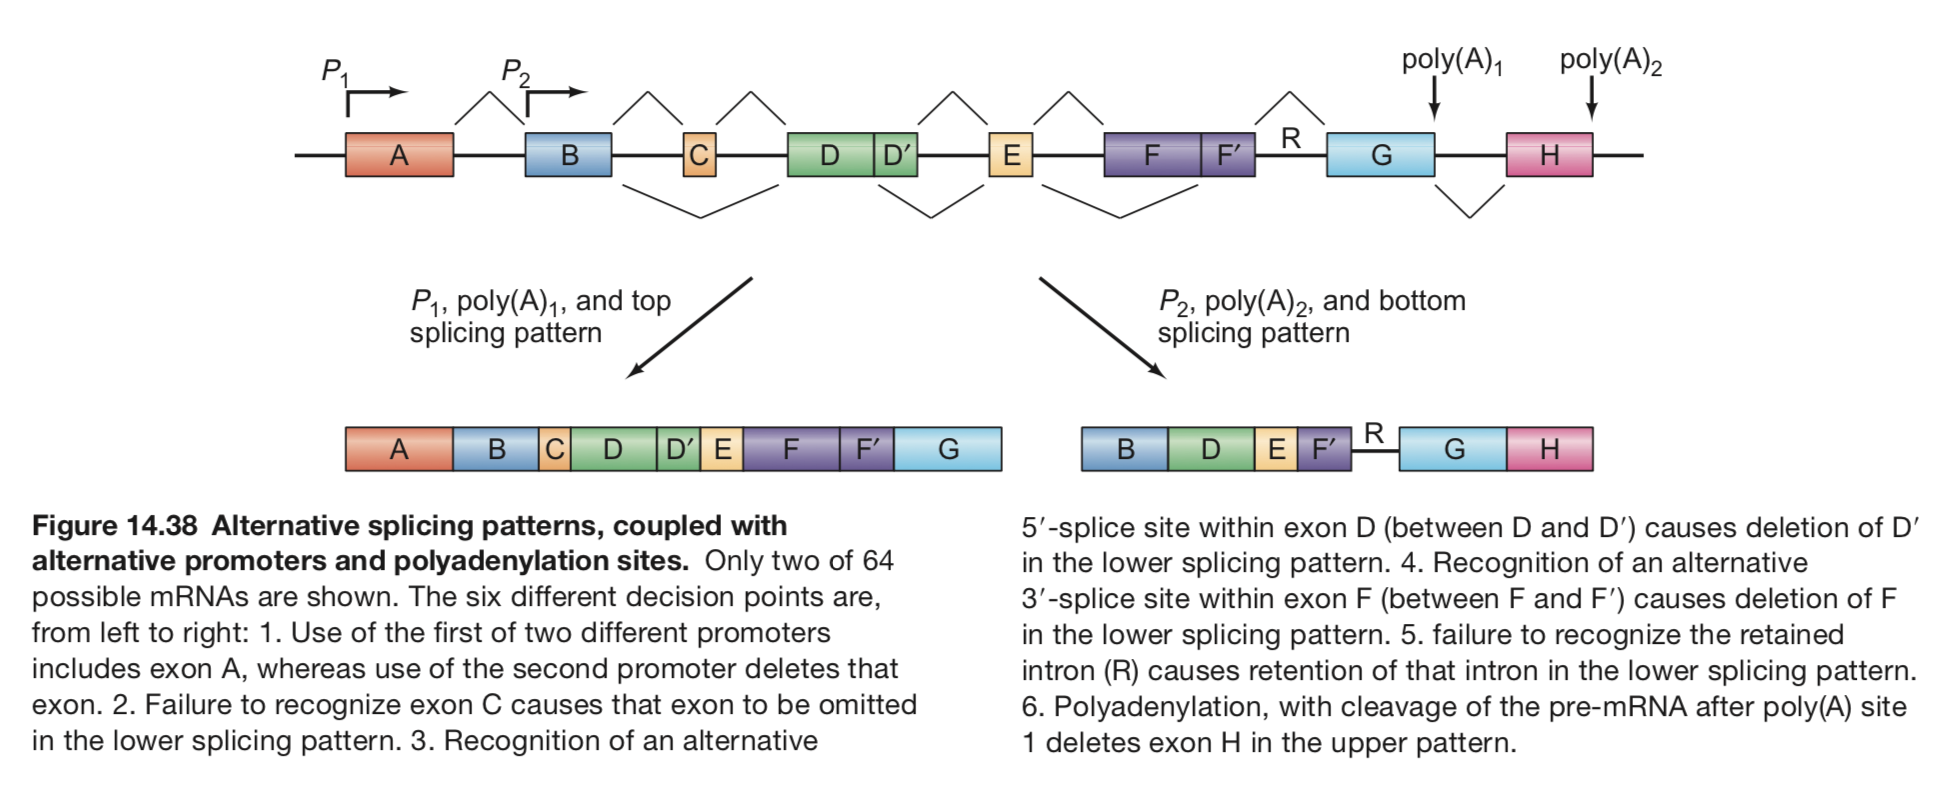 P1
P2
poly(A)1
poly(A)2
A
B
C
D
D′
E
F
F′
R
G
H
P1, poly(A)1, and top
splicing pattern
P2, poly(A)2, and bottom
splicing pattern
A B C D D′ E F F′ G
B D E F′ R G H
Figure 14.38 Alternative splicing patterns, coupled with
alternative promoters and polyadenylation sites. Only two of 64
possible mRNAs are shown. The six different decision points are,
from left to right: 1. Use of the first of two different promoters
includes exon A, whereas use of the second promoter deletes that
exon. 2. Failure to recognize exon C causes that exon to be omitted
in the lower splicing pattern. 3. Recognition of an alternative
5′-splice site within exon D (between D and D′) causes deletion of D′
in the lower splicing pattern. 4. Recognition of an alternative
3′-splice site within exon F (between F and F′) causes deletion of F
in the lower splicing pattern. 5. failure to recognize the retained
intron (R) causes retention of that intron in the lower splicing pattern.
6. Polyadenylation, with cleavage of the pre-mRNA after poly(A) site
1 deletes exon H in the upper pattern.